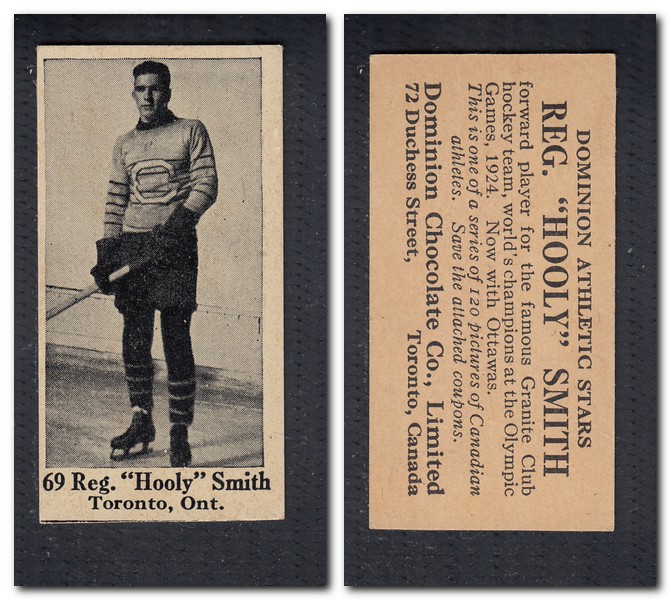 69 Reg. "Hooly" Smith
Toronto, Ont.
DOMINION ATHLETIC STARS
REG. "HOOLY" SMITH
forward player for the famous Granite Club
hockey team, world's champions at the Olympic
Games, 1924. Now with Ottawas.
This is one of a series of 120 pictures of Canadian
athletes. Save the attached coupons.
Dominion Chocolate Co., Limited
72 Duchess Street, Toronto, Canada